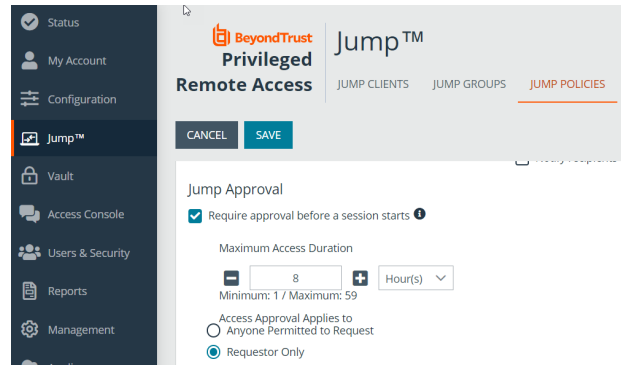 Status
My Account
Configuration
Jump™
Vault
Access Console
Users & Security
Reports
Management
BeyondTrust
Privileged
Remote Access
Jump™
JUMP CLIENTS JUMP GROUPS JUMP POLICIES
CANCEL SAVE
Jump Approval
Require approval before a session starts
Maximum Access Duration
8 Hour(s)
Minimum: 1 / Maximum: 59
Access Approval Applies to
Anyone Permitted to Request
Requestor Only